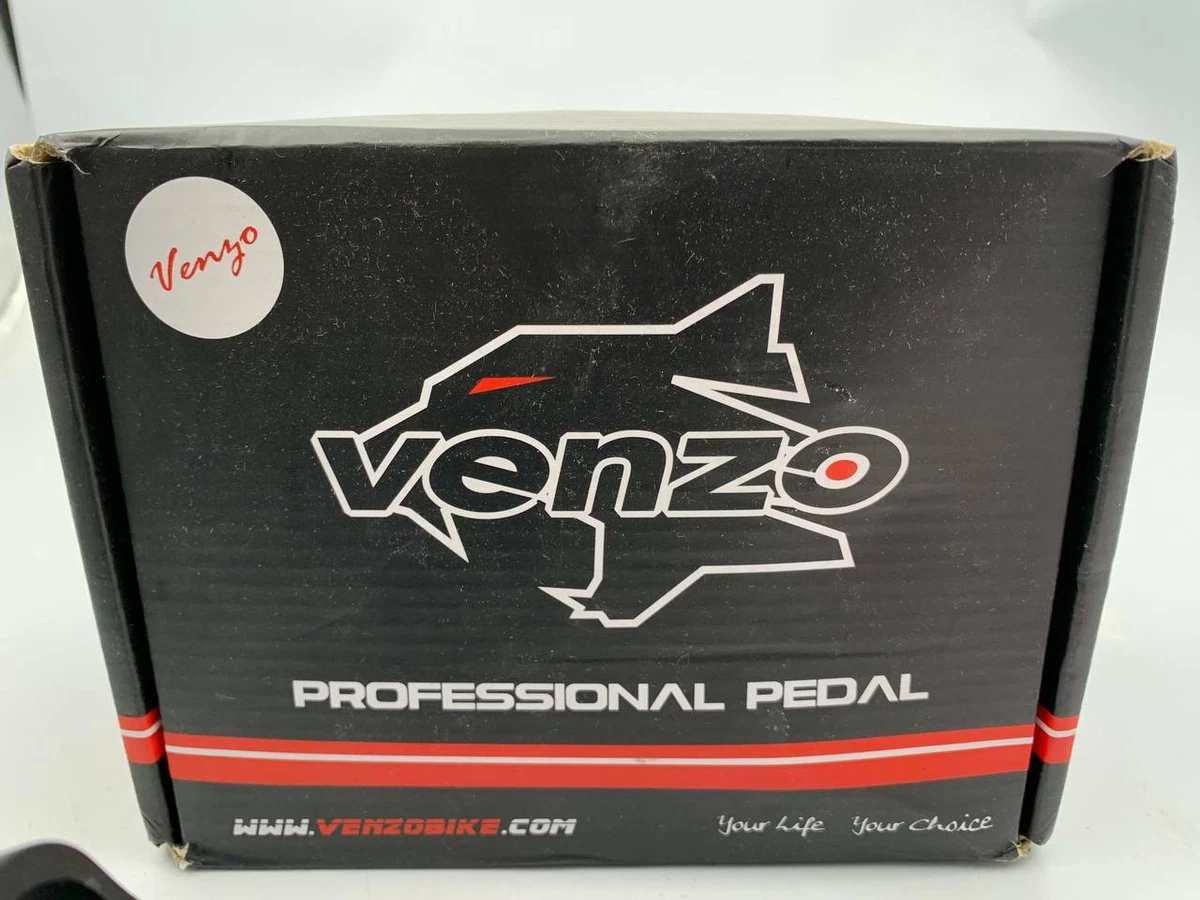 Venzo
venzo
PROFESSIONAL PEDAL
WWW.VENZOBIKE.COM
Your Life Your Choice